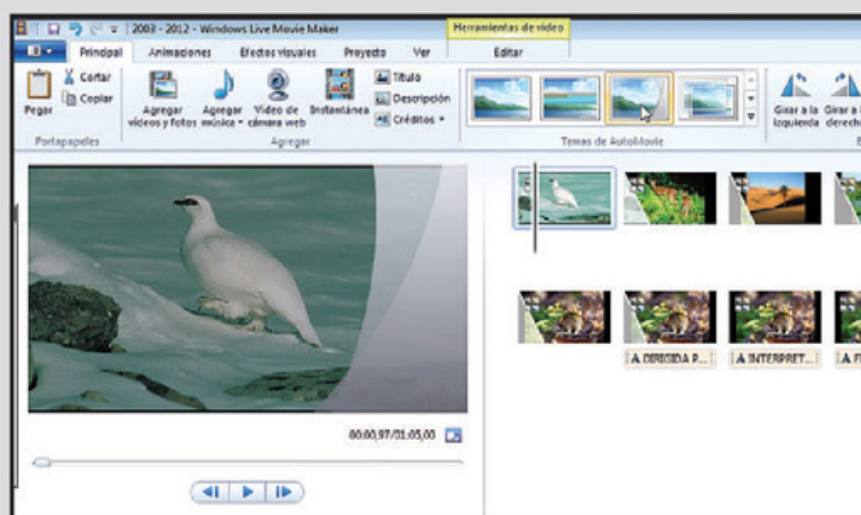 2003 - 2012 - Windows Live Movie Maker
Herramientas de vídeo
Principal Animaciones Efectos visuales Proyecto Ver Editar
Pegar
Cortar
Copiar
Portapapeles
Agregar vídeos y fotos
Agregar música
Vídeo de cámara web
Instantánea
Título
Descripción
Créditos
Agregar
Temas de AutoMovie
Girar a la izquierda
Girar a la derecha
00:00,97/01:05,00
A DIRIGIDA P...
A INTERPRET...
A